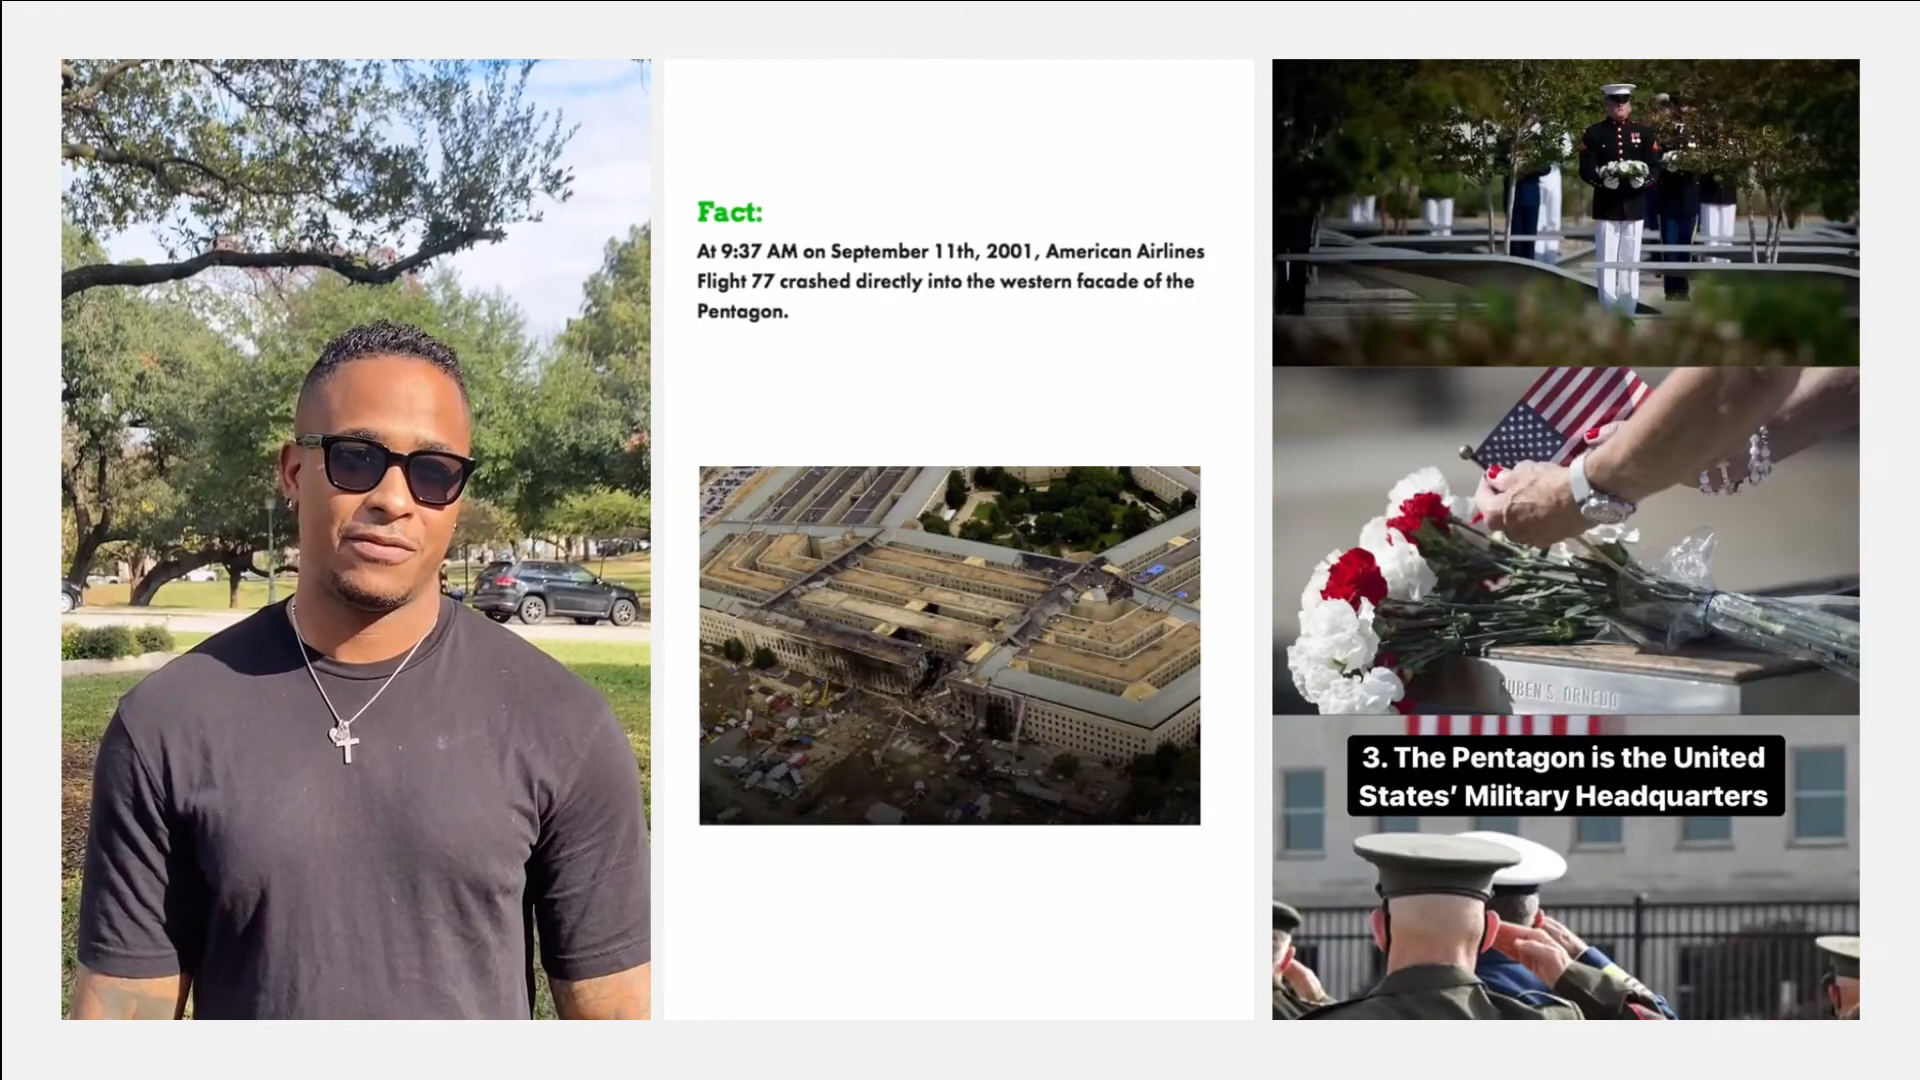 Fact:
At 9:37 AM on September 11th, 2001, American Airlines
Flight 77 crashed directly into the western facade of the
Pentagon.
UBEN S. ORNEDO
3. The Pentagon is the United
States’ Military Headquarters